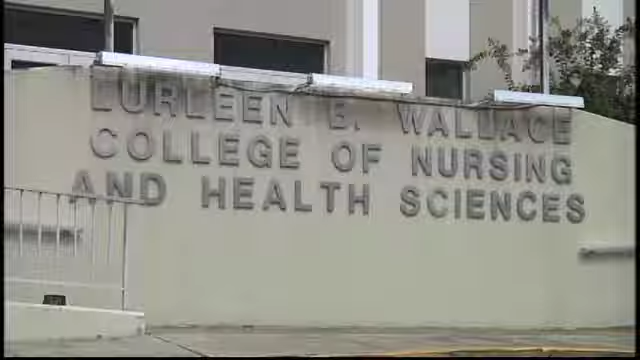 LURLEEN B. WALLACE
COLLEGE OF NURSING
AND HEALTH SCIENCES